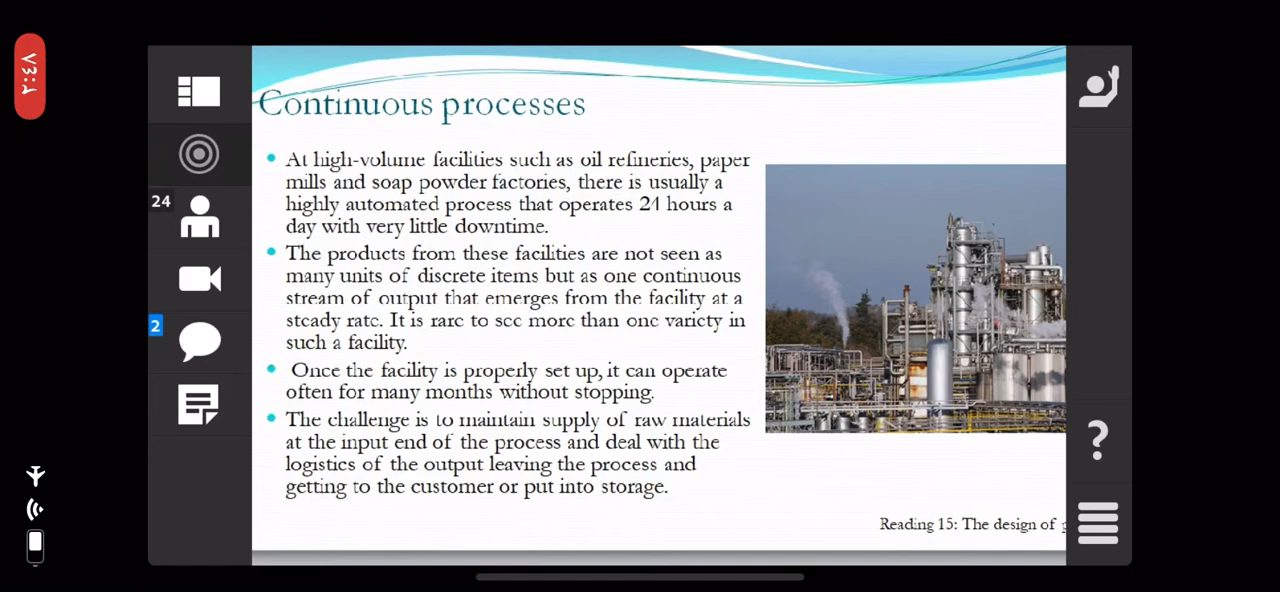 ٧:٤٧
24
2
Continuous processes
• At high-volume facilities such as oil refineries, paper
mills and soap powder factories, there is usually a
highly automated process that operates 24 hours a
day with very little downtime.
• The products from these facilities are not seen as
many units of discrete items but as one continuous
stream of output that emerges from the facility at a
steady rate. It is rare to see more than one variety in
such a facility.
• Once the facility is properly set up, it can operate
often for many months without stopping.
• The challenge is to maintain supply of raw materials
at the input end of the process and deal with the
logistics of the output leaving the process and
getting to the customer or put into storage.
Reading 15: The design of
?